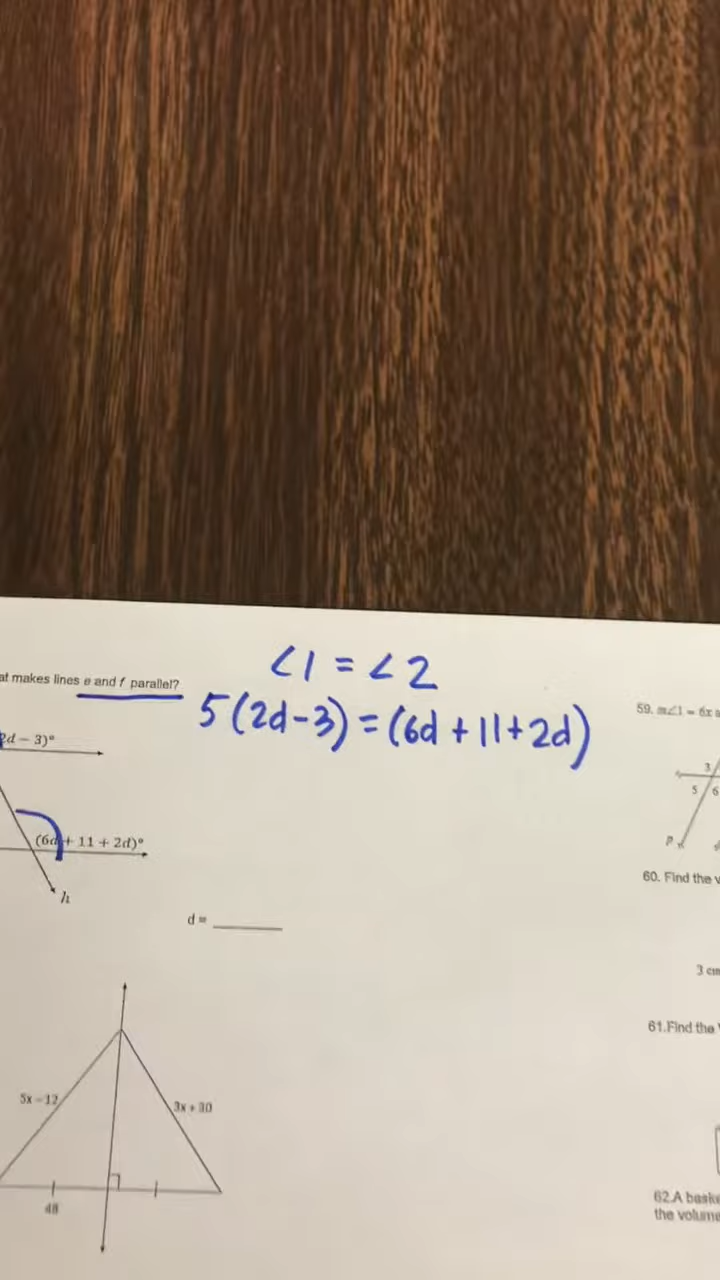 ∠1 = ∠2
at makes lines e and f parallel?
5(2d-3) = (6d+11+2d)
59. m∠1 = 6x a
2d − 3)°
3
5 6
(6d + 11 + 2d)°
p
h
60. Find the v
d = ______
3 cm
61.Find the
5x − 12
3x + 30
48
62.A baske
the volume